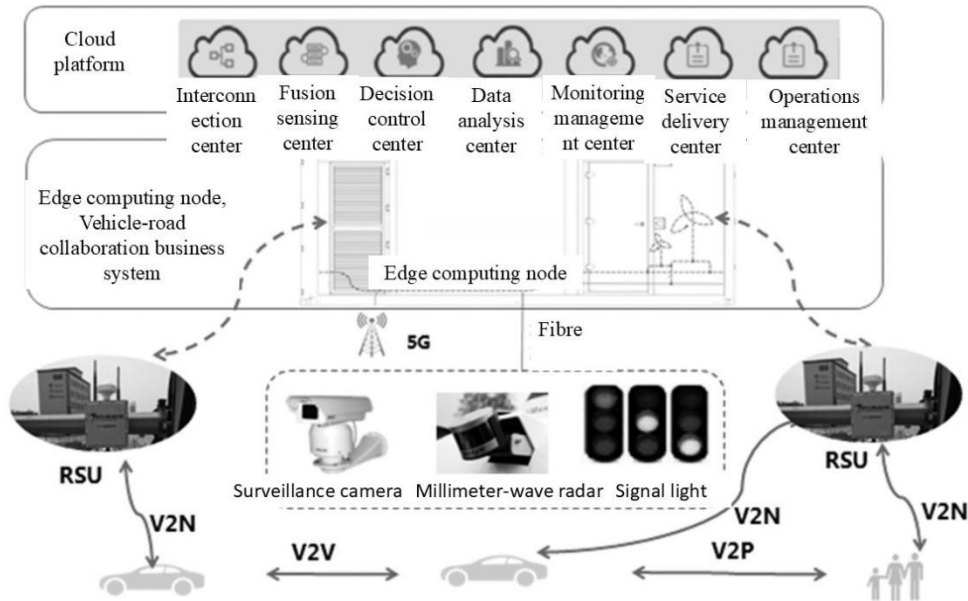 Cloud
platform
Interconn
ection
center
Fusion
sensing
center
Decision
control
center
Data
analysis
center
Monitoring
manageme
nt center
Service
delivery
center
Operations
management
center
Edge computing node,
Vehicle-road
collaboration business
system
Edge computing node
5G
Fibre
RSU
RSU
Surveillance camera
Millimeter-wave radar
Signal light
V2N
V2V
V2N
V2P
V2N